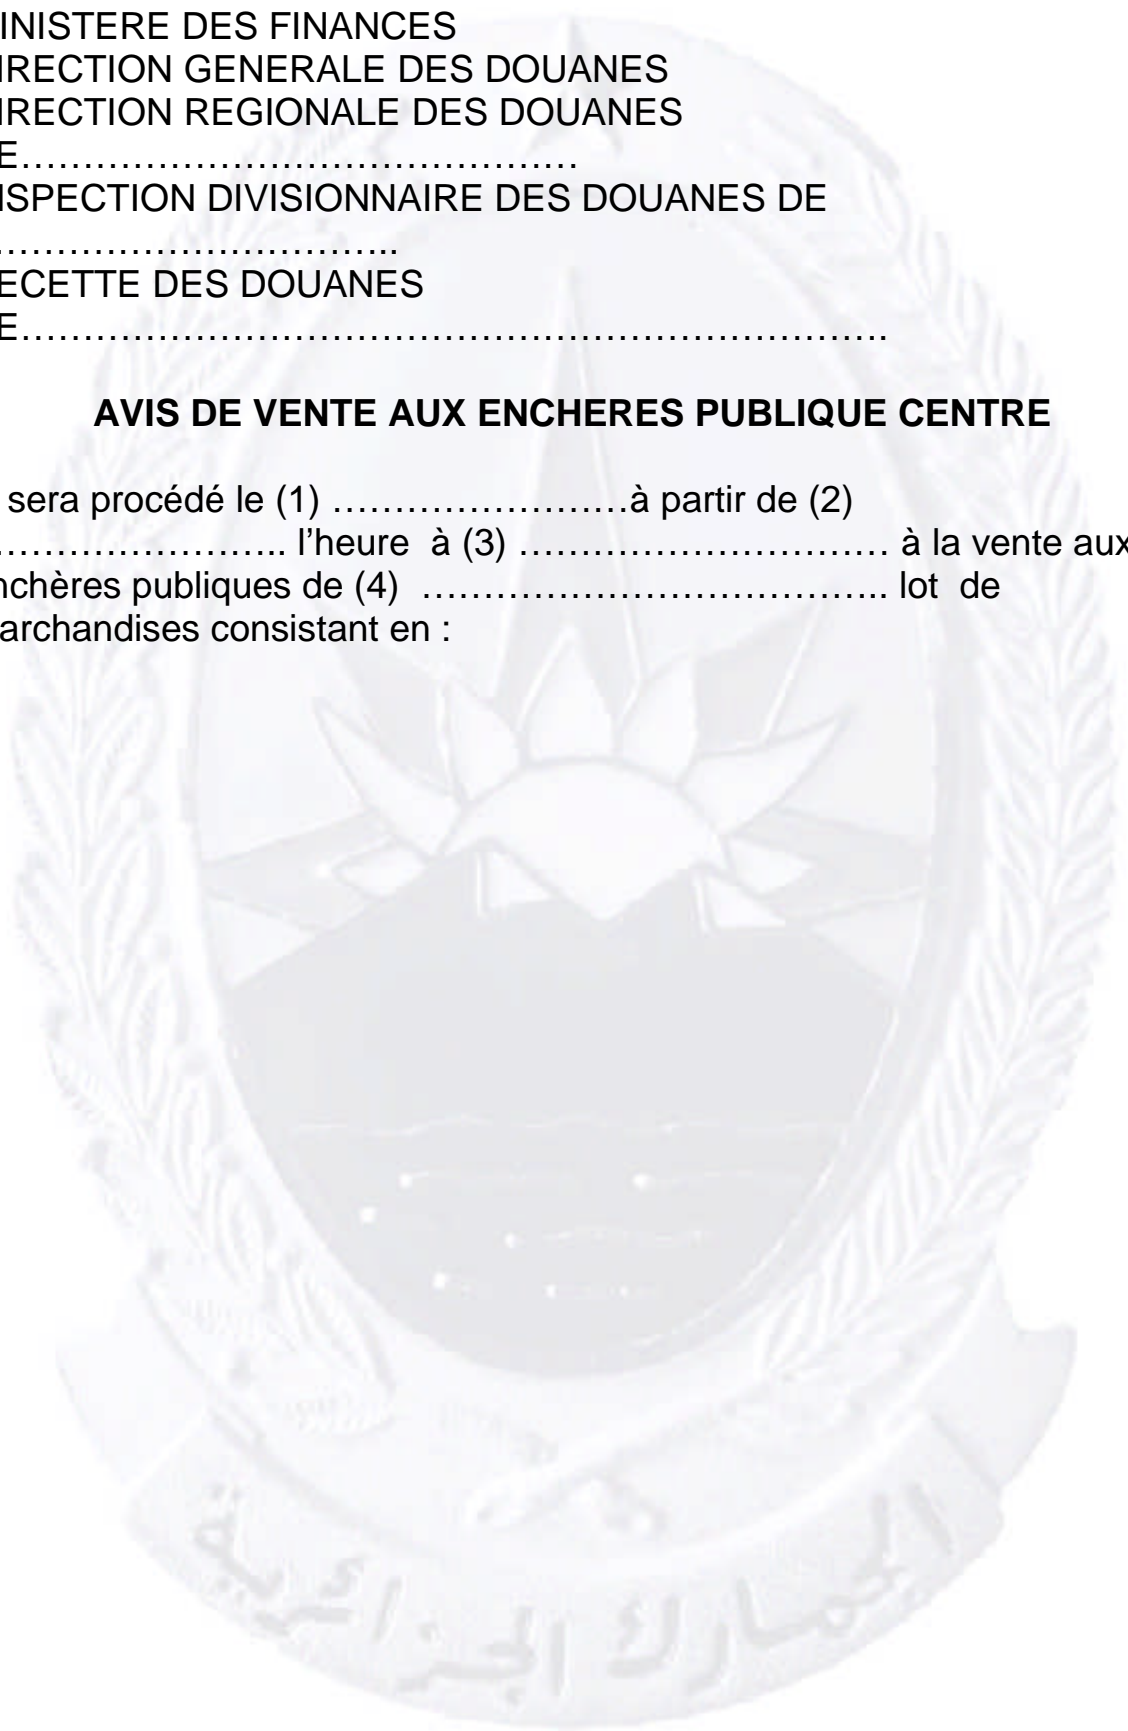 INISTERE DES FINANCES
IRECTION GENERALE DES DOUANES
IRECTION REGIONALE DES DOUANES
E………………………………………
ISPECTION DIVISIONNAIRE DES DOUANES DE
…………………………..
ECETTE DES DOUANES
E…………………………………………………………….
AVIS DE VENTE AUX ENCHERES PUBLIQUE CENTRE
sera procédé le (1) ……………………à partir de (2)
………………….. l’heure à (3) ………………………… à la vente aux
nchères publiques de (4) ……………………………….. lot de
archandises consistant en :
الجمارك الجزائرية